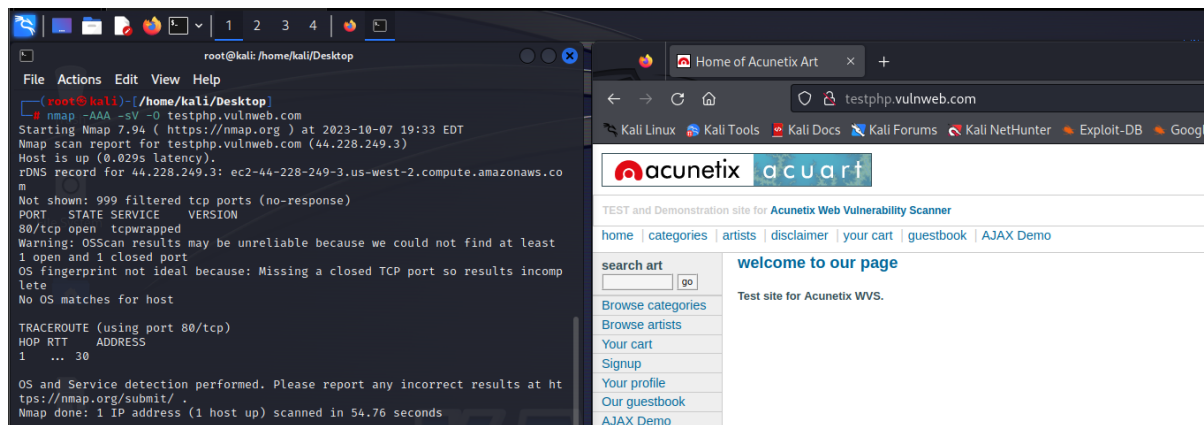 1 2 3 4
root@kali: /home/kali/Desktop
File Actions Edit View Help
(root㉿kali)-[/home/kali/Desktop]
# nmap -AAA -sV -O testphp.vulnweb.com
Starting Nmap 7.94 ( https://nmap.org ) at 2023-10-07 19:33 EDT
Nmap scan report for testphp.vulnweb.com (44.228.249.3)
Host is up (0.029s latency).
rDNS record for 44.228.249.3: ec2-44-228-249-3.us-west-2.compute.amazonaws.co
m
Not shown: 999 filtered tcp ports (no-response)
PORT STATE SERVICE VERSION
80/tcp open tcpwrapped
Warning: OSScan results may be unreliable because we could not find at least
1 open and 1 closed port
OS fingerprint not ideal because: Missing a closed TCP port so results incomp
lete
No OS matches for host
TRACEROUTE (using port 80/tcp)
HOP RTT ADDRESS
1 ... 30
OS and Service detection performed. Please report any incorrect results at ht
tps://nmap.org/submit/ .
Nmap done: 1 IP address (1 host up) scanned in 54.76 seconds
Home of Acunetix Art
testphp.vulnweb.com
Kali Linux Kali Tools Kali Docs Kali Forums Kali NetHunter Exploit-DB Googl
acunetix acuart
TEST and Demonstration site for Acunetix Web Vulnerability Scanner
home | categories | artists | disclaimer | your cart | guestbook | AJAX Demo
search art
go
Browse categories
Browse artists
Your cart
Signup
Your profile
Our guestbook
AJAX Demo
welcome to our page
Test site for Acunetix WVS.